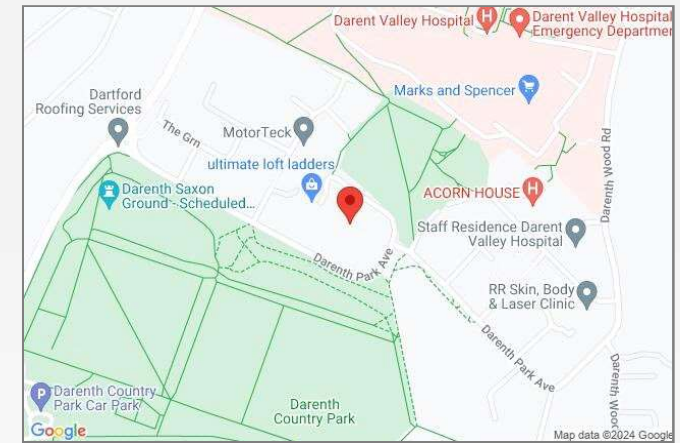 Darent Valley Hospital
Darent Valley Hospital
Emergency Departmen
Marks and Spencer
Dartford
Roofing Services
The Grn
MotorTeck
ultimate loft ladders
Darenth Wood Rd
Darenth Saxon
Ground - Scheduled...
ACORN HOUSE
Staff Residence Darent
Valley Hospital
Darenth Park Ave
RR Skin, Body
& Laser Clinic
Darenth Park Ave
Darenth Wood
P
Darenth Country
Park Car Park
Darenth
Country Park
Google
Map data ©2024 Google